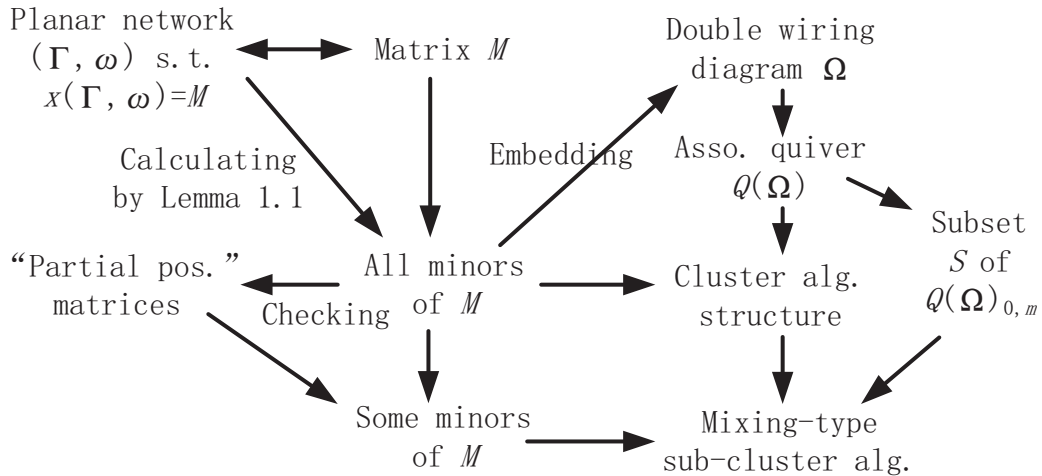 Planar network
(Γ, ω) s.t.
x(Γ, ω)=M
Matrix M
Double wiring
diagram Ω
Calculating
by Lemma 1.1
Embedding
Asso. quiver
Q(Ω)
Subset
S of
Q(Ω)₀,ₘ
“Partial pos.”
matrices
Checking
All minors
of M
Cluster alg.
structure
Some minors
of M
Mixing-type
sub-cluster alg.